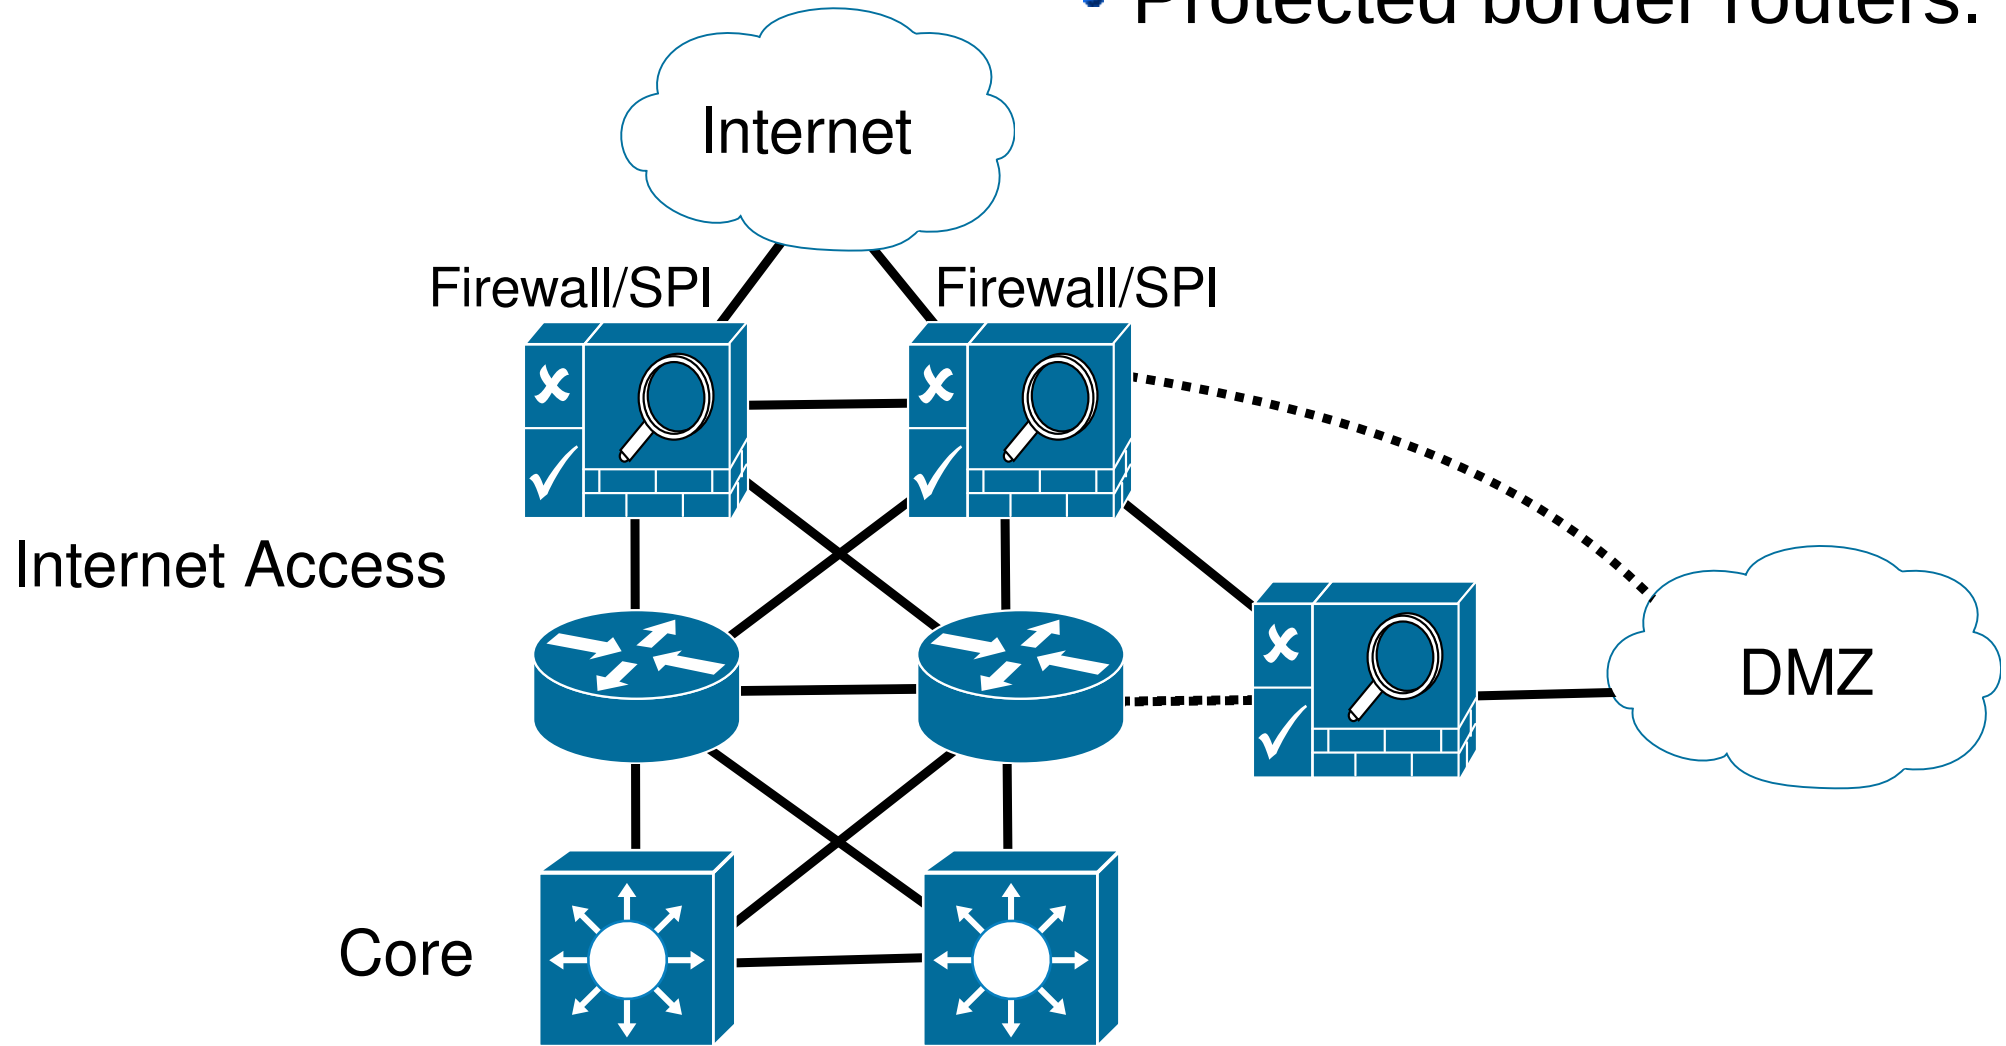 Protected border routers.
Internet
Firewall/SPI
Firewall/SPI
Internet Access
DMZ
Core